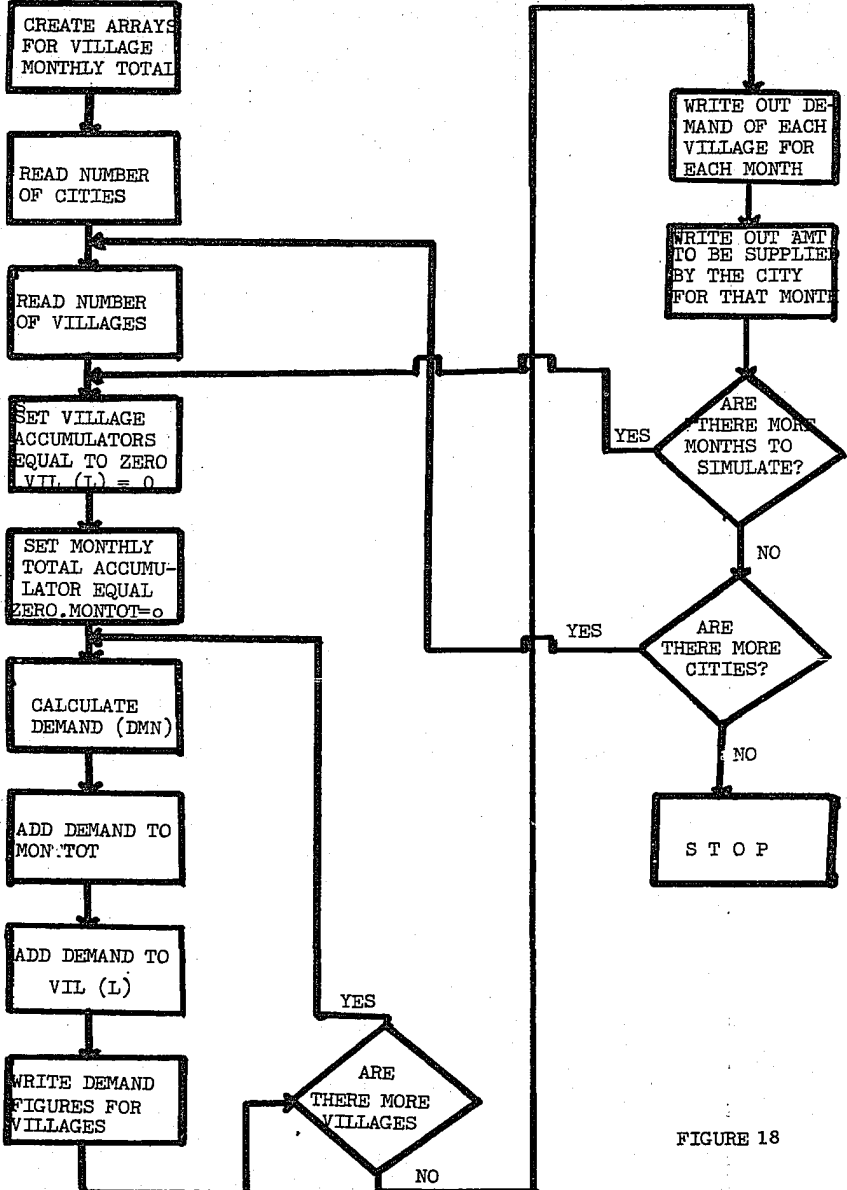 CREATE ARRAYS
FOR VILLAGE
MONTHLY TOTAL
READ NUMBER
OF CITIES
READ NUMBER
OF VILLAGES
SET VILLAGE
ACCUMULATORS
EQUAL TO ZERO
VIL (L) = 0
SET MONTHLY
TOTAL ACCUMU-
LATOR EQUAL
ZERO.MONTOT=o
CALCULATE
DEMAND (DMN)
ADD DEMAND TO
MONTOT
ADD DEMAND TO
VIL (L)
WRITE DEMAND
FIGURES FOR
VILLAGES
YES
ARE
THERE MORE
VILLAGES
NO
WRITE OUT DE-
MAND OF EACH
VILLAGE FOR
EACH MONTH
WRITE OUT AMT
TO BE SUPPLIED
BY THE CITY
FOR THAT MONTH
ARE
THERE MORE
MONTHS TO
SIMULATE?
YES
NO
ARE
THERE MORE
CITIES?
YES
NO
S T O P
FIGURE 18